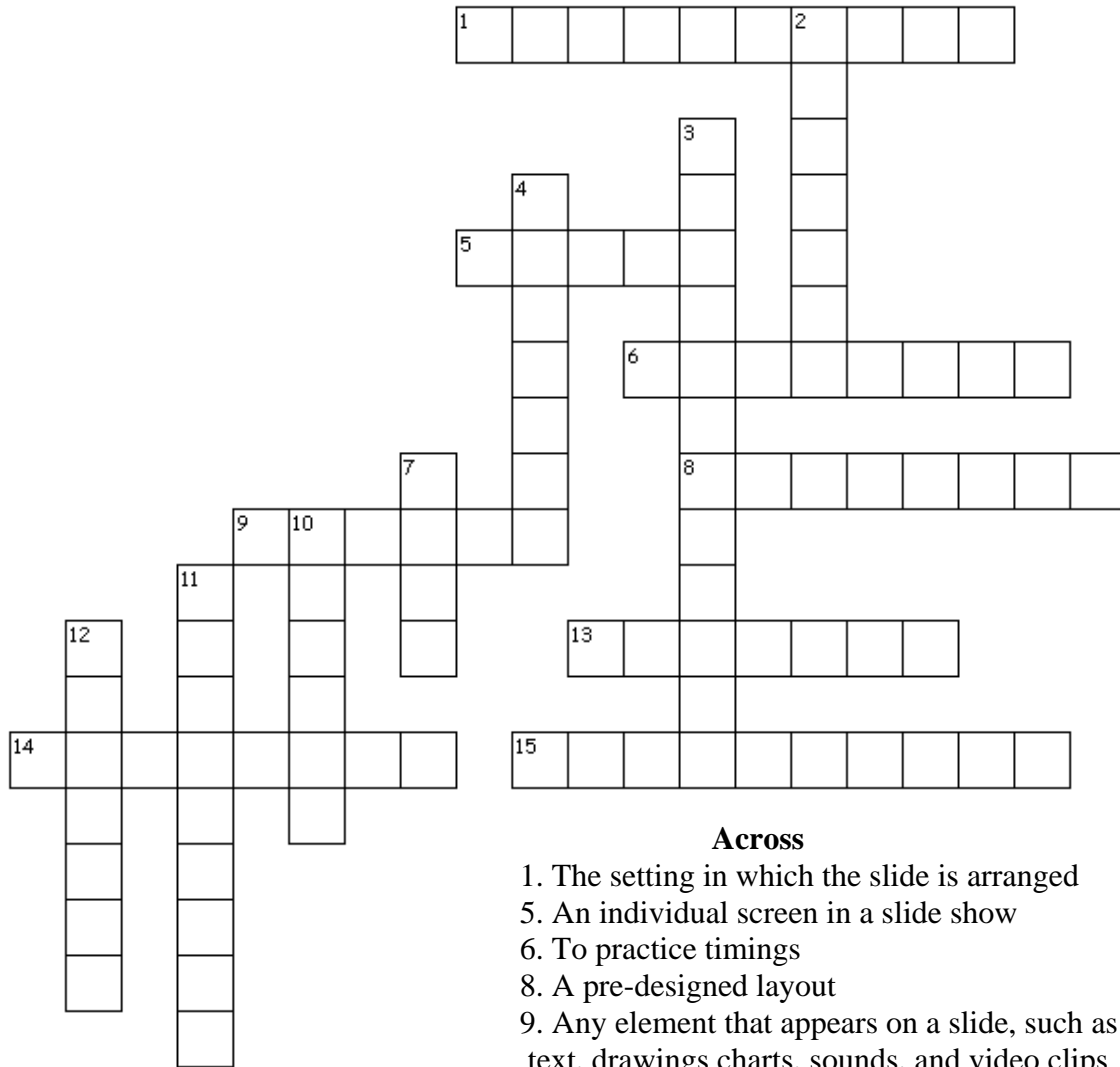 1 2
3
4
5
6
7 8
9 10
11
12 13
14 15
Across
1. The setting in which the slide is arranged
5. An individual screen in a slide show
6. To practice timings
8. A pre-designed layout
9. Any element that appears on a slide, such as
text, drawings charts, sounds, and video clips